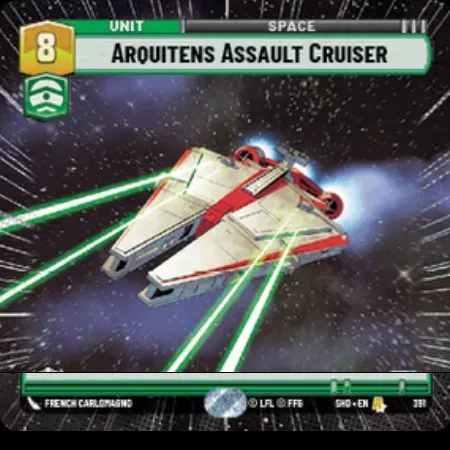 UNIT SPACE
8 ARQUITENS ASSAULT CRUISER
FRENCH CARLOMAGNO © LFL © FFG SHD • EN 391